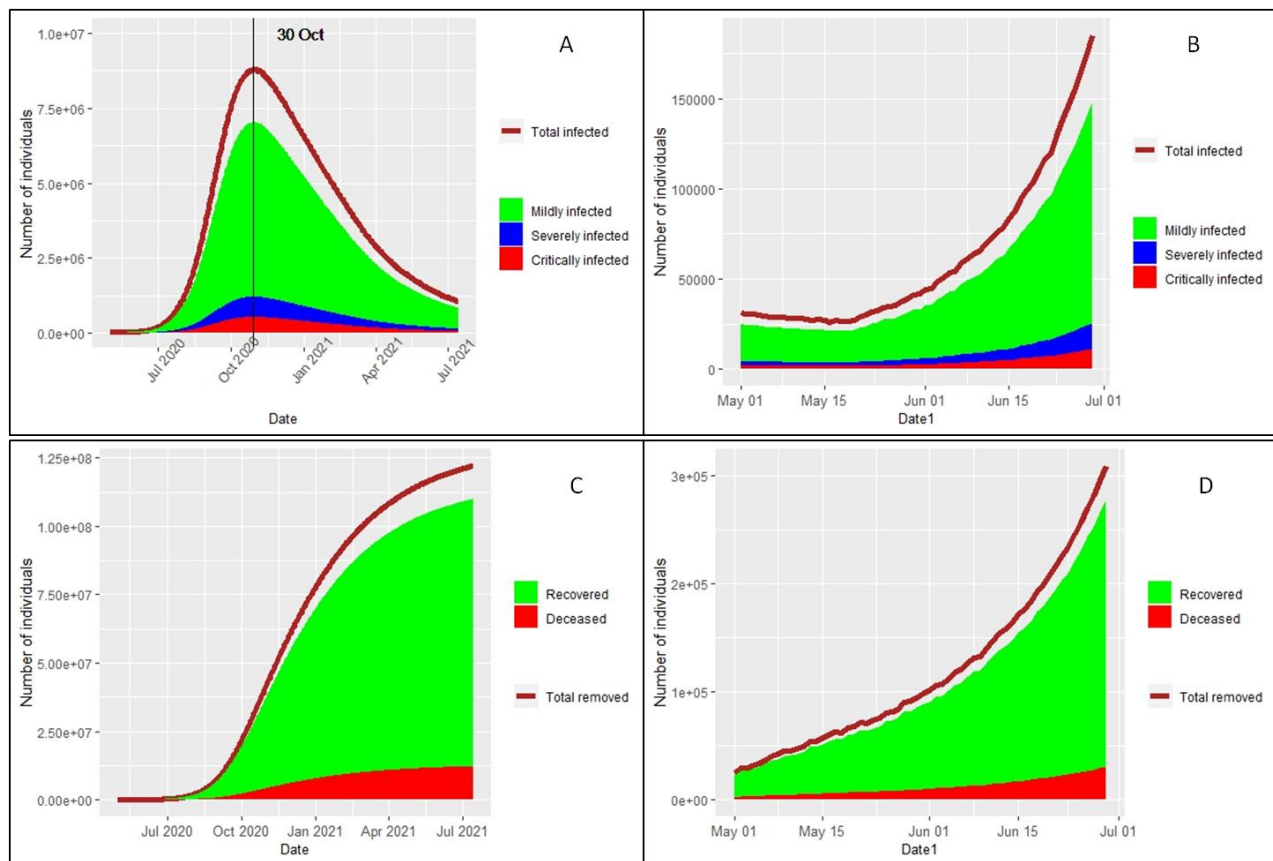 30 Oct
A
1.0e+07
7.5e+06
5.0e+06
2.5e+06
0.0e+00
Number of individuals
Jul 2020
Oct 2020
Jan 2021
Apr 2021
Jul 2021
Date
Total infected
Mildly infected
Severely infected
Critically infected
B
150000
100000
50000
0
Number of individuals
May 01
May 15
Jun 01
Jun 15
Jul 01
Date1
Total infected
Mildly infected
Severely infected
Critically infected
C
1.25e+08
1.00e+08
7.50e+07
5.00e+07
2.50e+07
0.00e+00
Number of individuals
Jul 2020
Oct 2020
Jan 2021
Apr 2021
Jul 2021
Date
Recovered
Deceased
Total removed
D
3e+05
2e+05
1e+05
0e+00
Number of individuals
May 01
May 15
Jun 01
Jun 15
Jul 01
Date1
Recovered
Deceased
Total removed